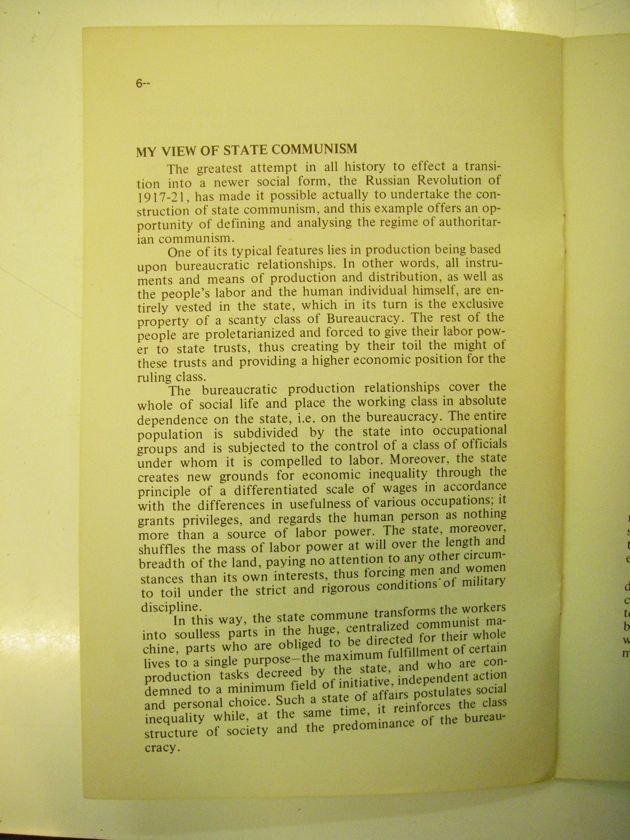 6--
MY VIEW OF STATE COMMUNISM
The greatest attempt in all history to effect a transi-
tion into a newer social form, the Russian Revolution of
1917-21, has made it possible actually to undertake the con-
struction of state communism, and this example offers an op-
portunity of defining and analysing the regime of authoritar-
ian communism.
One of its typical features lies in production being based
upon bureaucratic relationships. In other words, all instru-
ments and means of production and distribution, as well as
the people's labor and the human individual himself, are en-
tirely vested in the state, which in its turn is the exclusive
property of a scanty class of Bureaucracy. The rest of the
people are proletarianized and forced to give their labor pow-
er to state trusts, thus creating by their toil the might of
these trusts and providing a higher economic position for the
ruling class.
The bureaucratic production relationships cover the
whole of social life and place the working class in absolute
dependence on the state, i.e. on the bureaucracy. The entire
population is subdivided by the state into occupational
groups and is subjected to the control of a class of officials
under whom it is compelled to labor. Moreover, the state
creates new grounds for economic inequality through the
principle of a differentiated scale of wages in accordance
with the differences in usefulness of various occupations; it
grants privileges, and regards the human person as nothing
more than a source of labor power. The state, moreover,
shuffles the mass of labor power at will over the length and
breadth of the land, paying no attention to any other circum-
stances than its own interests, thus forcing men and women
to toil under the strict and rigorous conditions of military
discipline.
In this way, the state commune transforms the workers
into soulless parts in the huge, centralized communist ma-
chine, parts who are obliged to be directed for their whole
lives to a single purpose—the maximum fulfillment of certain
production tasks decreed by the state, and who are con-
demned to a minimum field of initiative, independent action
and personal choice. Such a state of affairs postulates social
inequality while, at the same time, it reinforces the class
structure of society and the predominance of the bureau-
cracy.